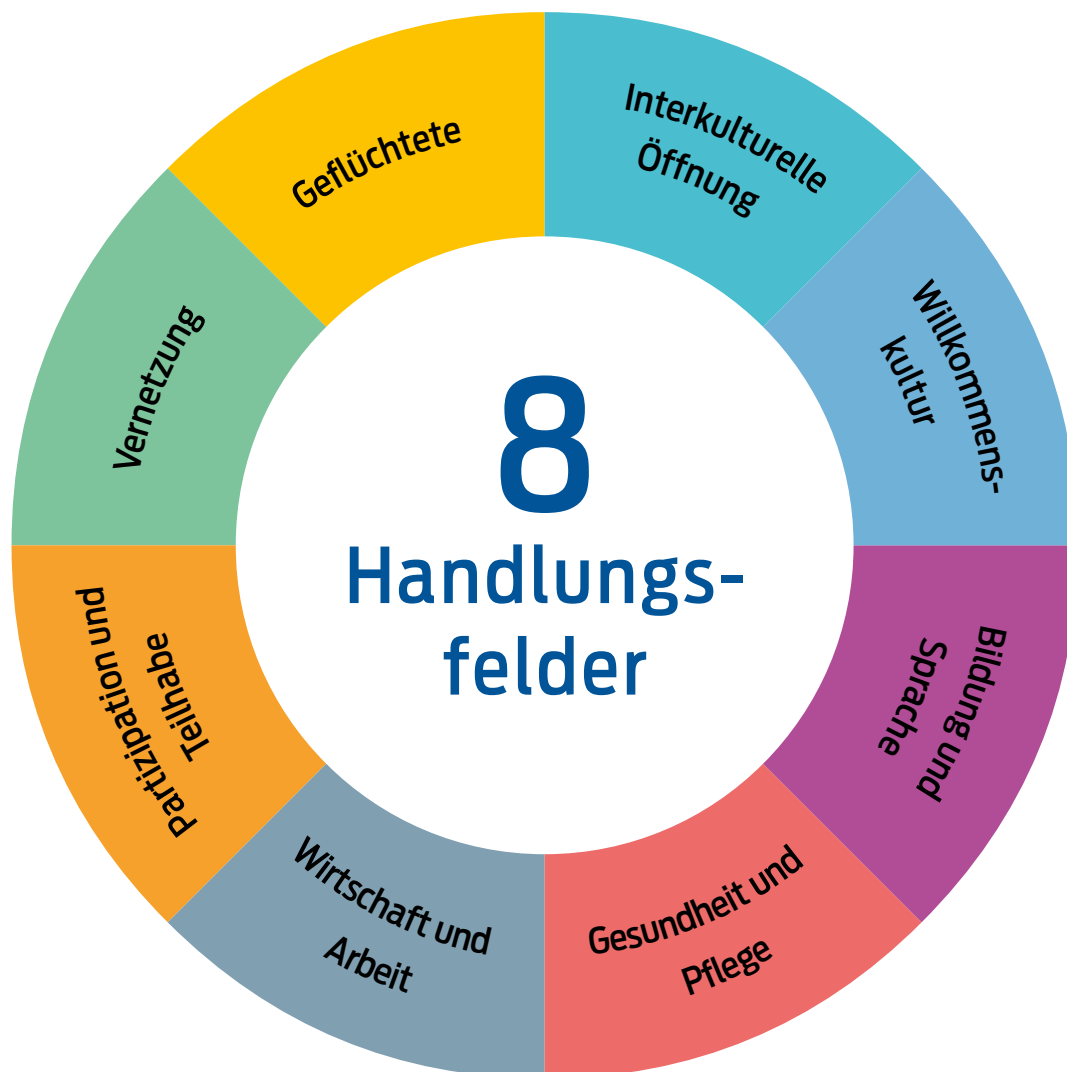 8
Handlungs-
felder
Interkulturelle
Öffnung
Willkommens-
kultur
Bildung und
Sprache
Gesundheit und
Pflege
Wirtschaft und
Arbeit
Partizipation und
Teilhabe
Vernetzung
Geflüchtete